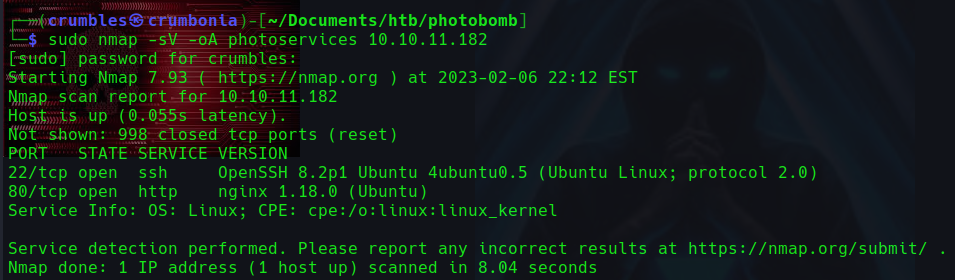 ┌──(crumbles㉿crumbonia)-[~/Documents/htb/photobomb]
└─$ sudo nmap -sV -oA photoservices 10.10.11.182
[sudo] password for crumbles:
Starting Nmap 7.93 ( https://nmap.org ) at 2023-02-06 22:12 EST
Nmap scan report for 10.10.11.182
Host is up (0.055s latency).
Not shown: 998 closed tcp ports (reset)
PORT   STATE SERVICE VERSION
22/tcp open  ssh     OpenSSH 8.2p1 Ubuntu 4ubuntu0.5 (Ubuntu Linux; protocol 2.0)
80/tcp open  http    nginx 1.18.0 (Ubuntu)
Service Info: OS: Linux; CPE: cpe:/o:linux:linux_kernel

Service detection performed. Please report any incorrect results at https://nmap.org/submit/ .
Nmap done: 1 IP address (1 host up) scanned in 8.04 seconds